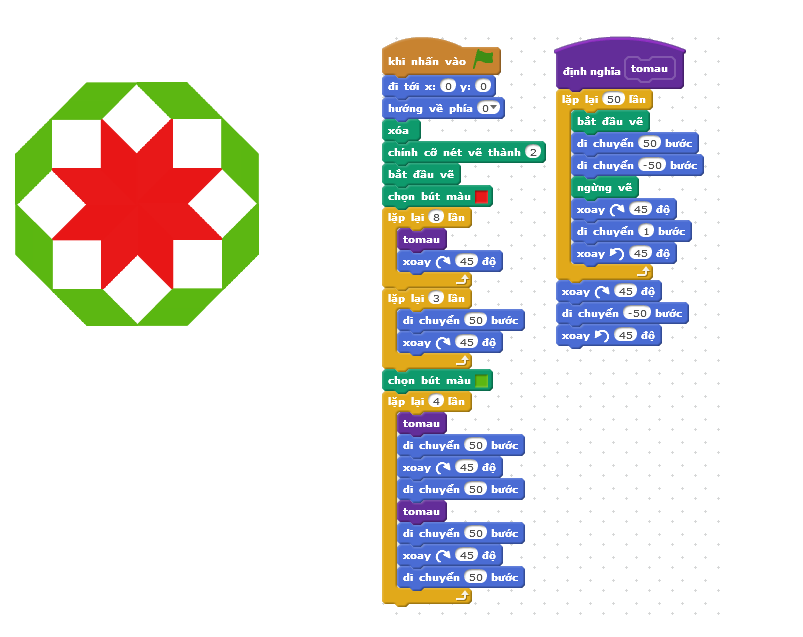 khi nhấn vào
đi tới x: 0 y: 0
hướng về phía 0
xóa
chỉnh cỡ nét vẽ thành 2
bắt đầu vẽ
chọn bút màu
lặp lại 8 lần
tomau
xoay 45 độ
lặp lại 3 lần
di chuyển 50 bước
xoay 45 độ
chọn bút màu
lặp lại 4 lần
tomau
di chuyển 50 bước
xoay 45 độ
di chuyển 50 bước
tomau
di chuyển 50 bước
xoay 45 độ
di chuyển 50 bước
định nghĩa tomau
lặp lại 50 lần
bắt đầu vẽ
di chuyển 50 bước
di chuyển -50 bước
ngừng vẽ
xoay 45 độ
di chuyển 1 bước
xoay 45 độ
xoay 45 độ
di chuyển -50 bước
xoay 45 độ